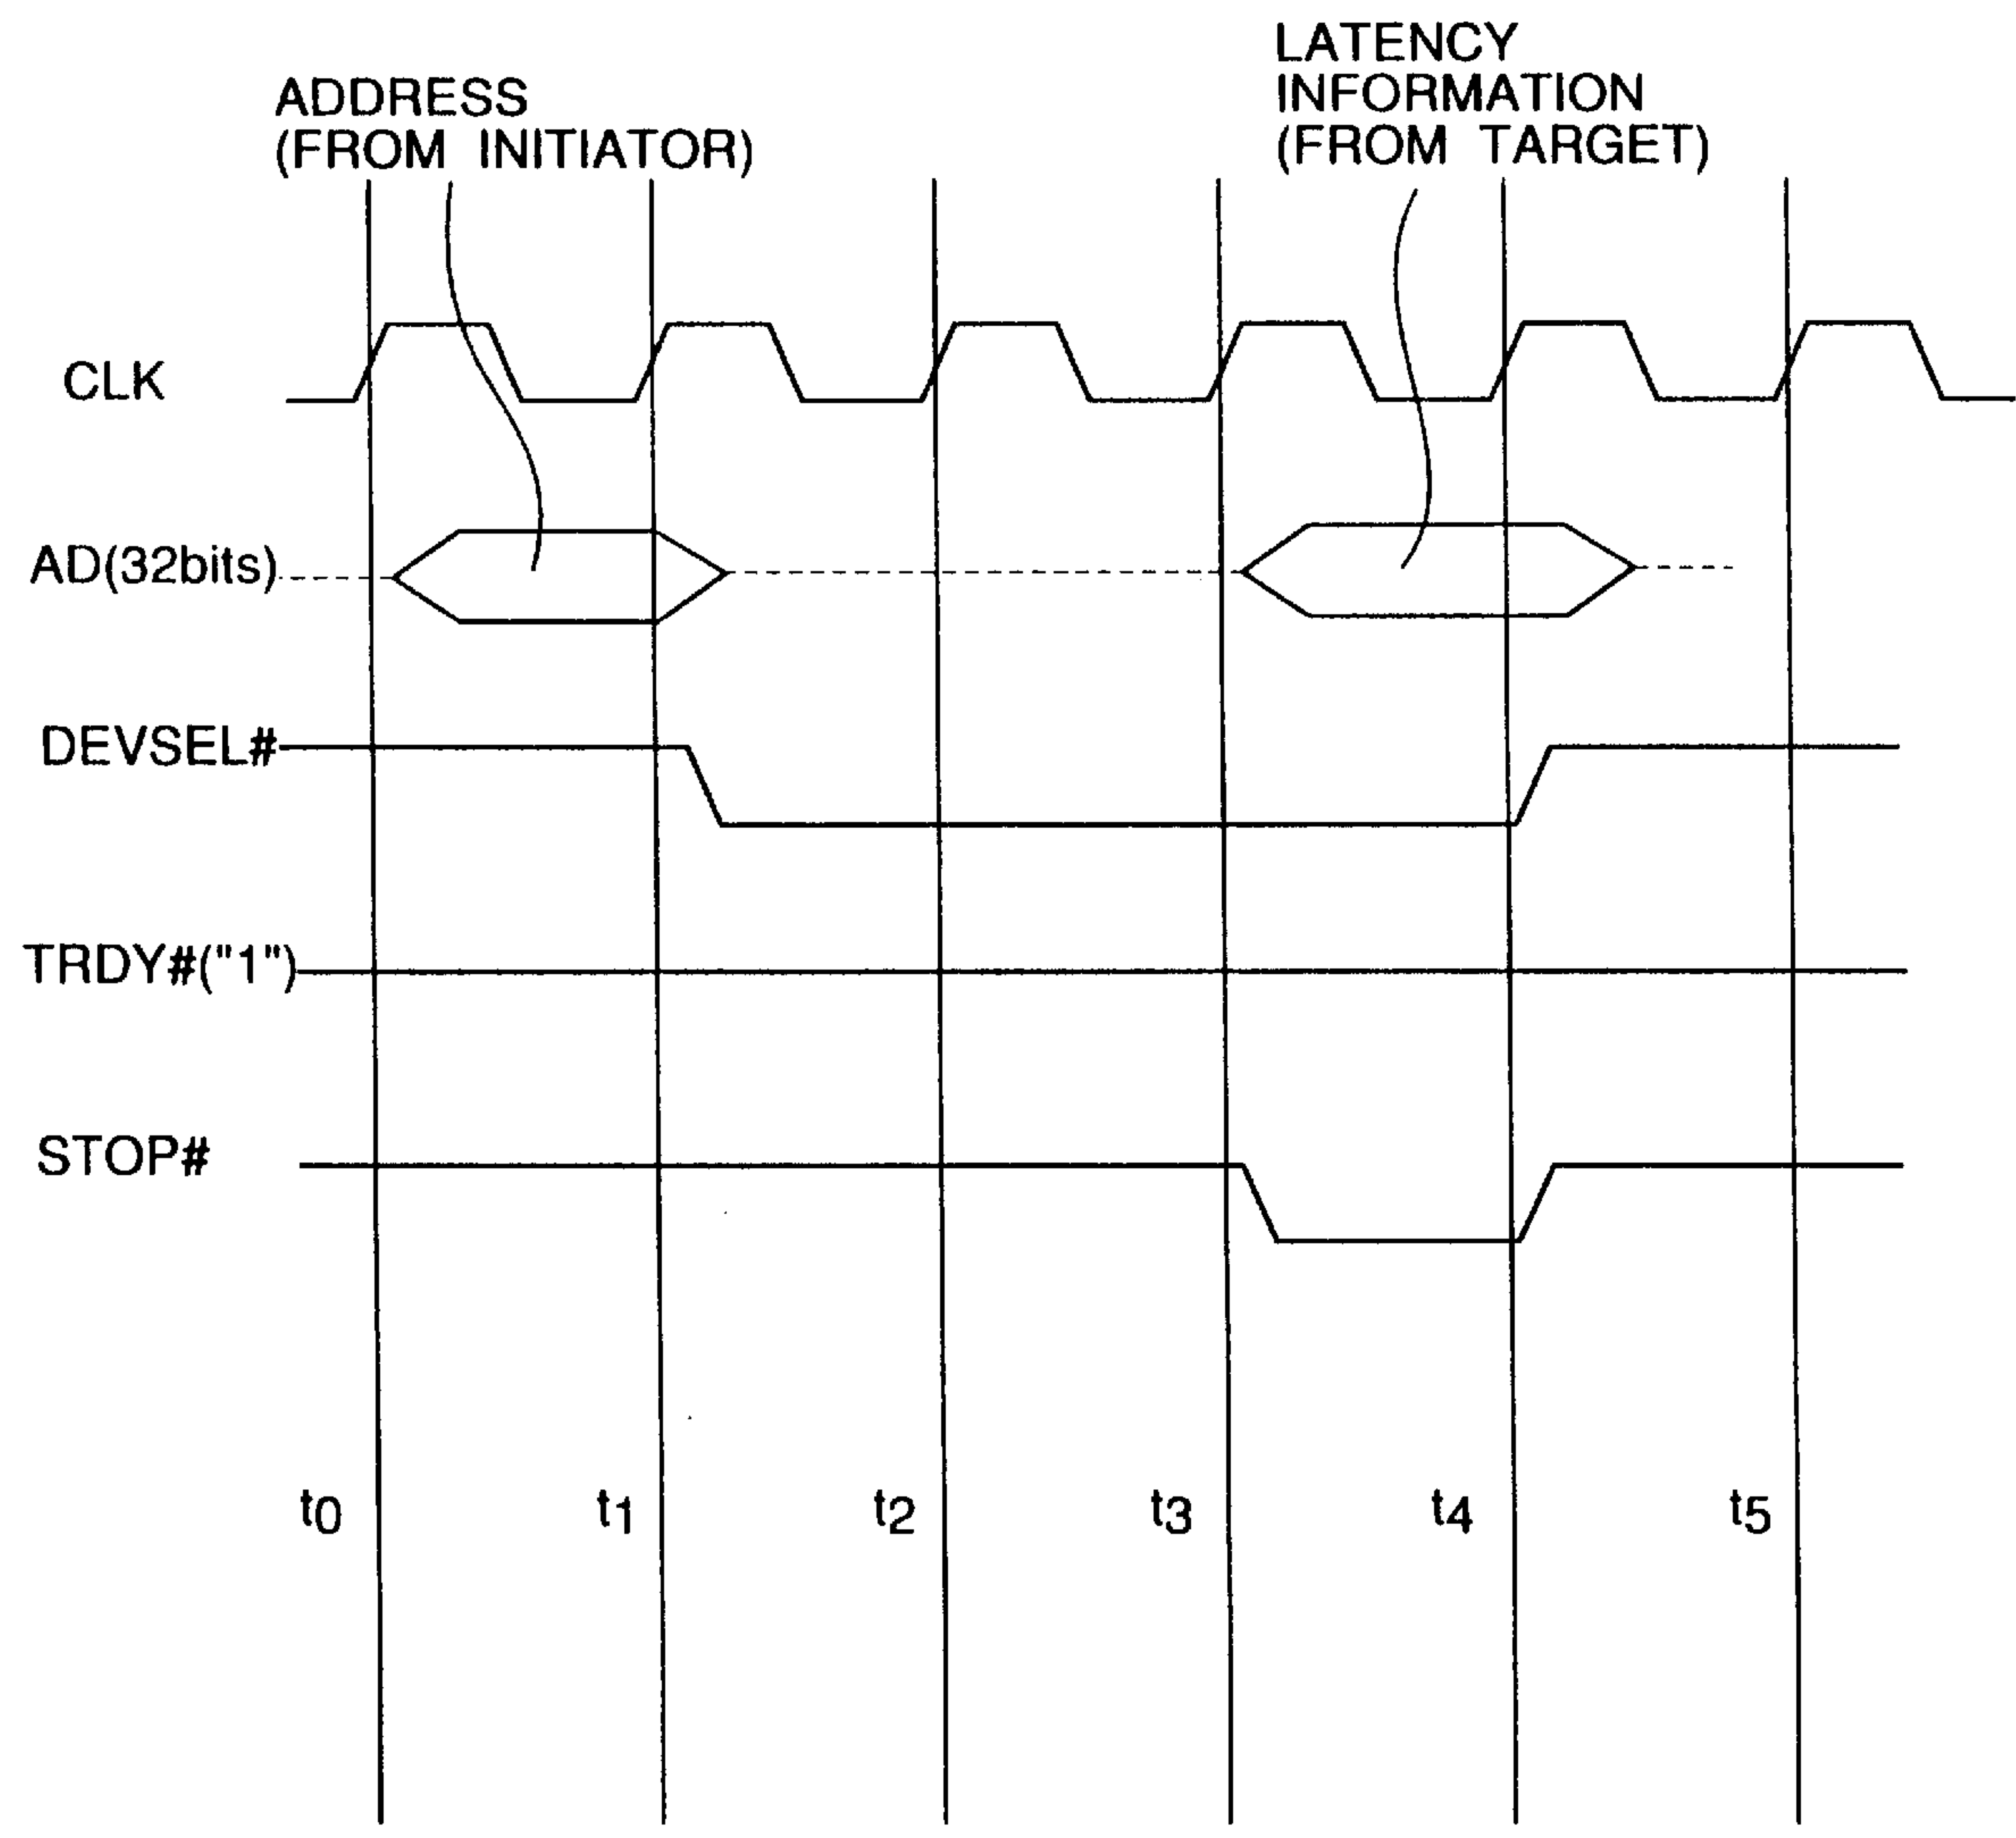 LATENCY
INFORMATION
(FROM TARGET)
ADDRESS
(FROM INITIATOR)
CLK
AD(32bits)
DEVSEL#
TRDY#("1")
STOP#
t0 t1 t2 t3 t4 t5